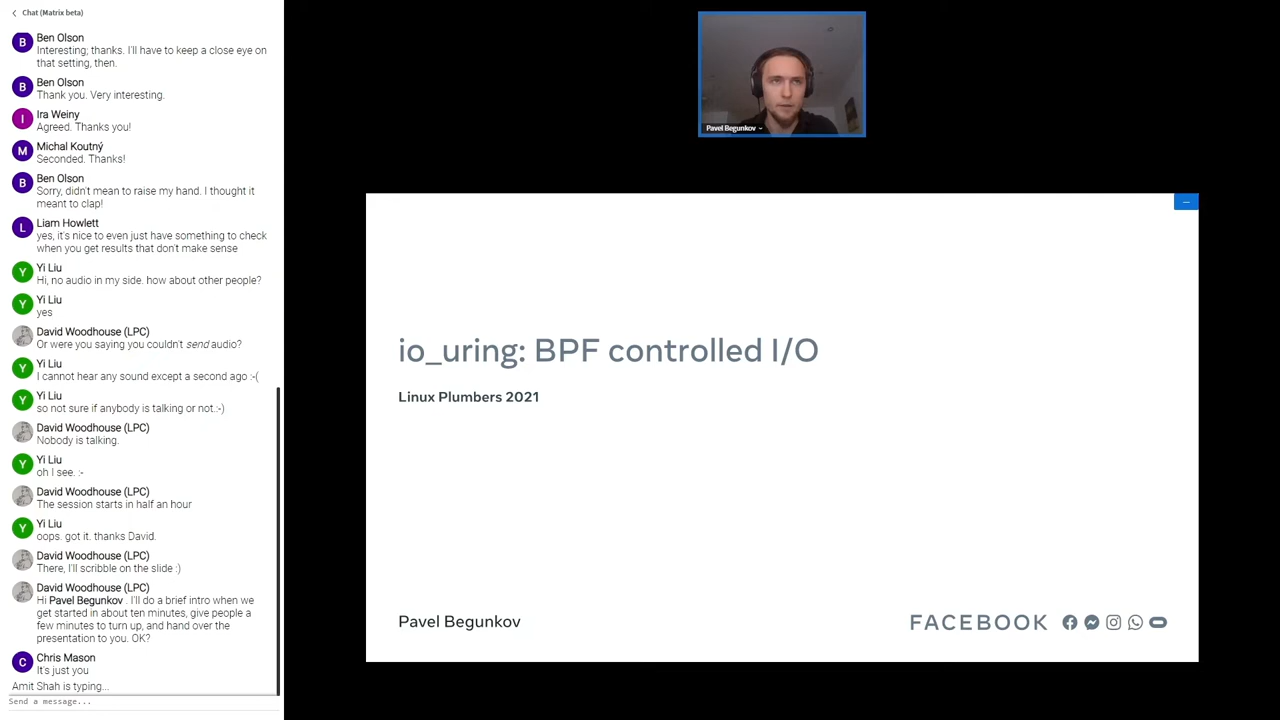 Chat (Matrix beta)
B
Ben Olson
Interesting; thanks. I'll have to keep a close eye on
that setting, then.
B
Ben Olson
Thank you. Very interesting.
I
Ira Weiny
Agreed. Thanks you!
M
Michal Koutný
Seconded. Thanks!
B
Ben Olson
Sorry, didn't mean to raise my hand. I thought it
meant to clap!
L
Liam Howlett
yes, it's nice to even just have something to check
when you get results that don't make sense
Y
Yi Liu
Hi, no audio in my side. how about other people?
Y
Yi Liu
yes
David Woodhouse (LPC)
Or were you saying you couldn't send audio?
Y
Yi Liu
I cannot hear any sound except a second ago :-(
Y
Yi Liu
so not sure if anybody is talking or not.:-)
David Woodhouse (LPC)
Nobody is talking.
Y
Yi Liu
oh I see. :-
David Woodhouse (LPC)
The session starts in half an hour
Y
Yi Liu
oops. got it. thanks David.
David Woodhouse (LPC)
There, I'll scribble on the slide :)
David Woodhouse (LPC)
Hi Pavel Begunkov . I'll do a brief intro when we
get started in about ten minutes, give people a
few minutes to turn up, and hand over the
presentation to you. OK?
C
Chris Mason
It's just you
Amit Shah is typing...
Send a message...
Pavel Begunkov
io_uring: BPF controlled I/O
Linux Plumbers 2021
Pavel Begunkov
FACEBOOK